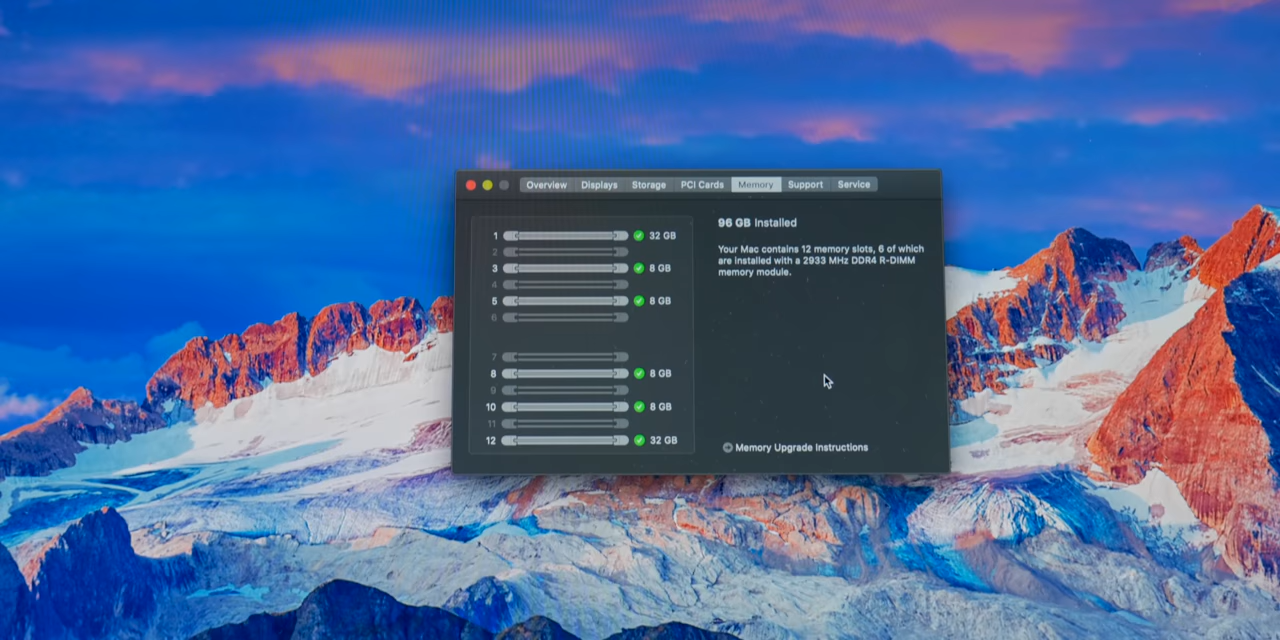 Overview Displays Storage PCI Cards Memory Support Service
96 GB Installed
Your Mac contains 12 memory slots, 6 of which
are installed with a 2933 MHz DDR4 R-DIMM
memory module.
1 32 GB
2
3 8 GB
4
5 8 GB
6
7
8 8 GB
9
10 8 GB
11
12 32 GB
Memory Upgrade Instructions